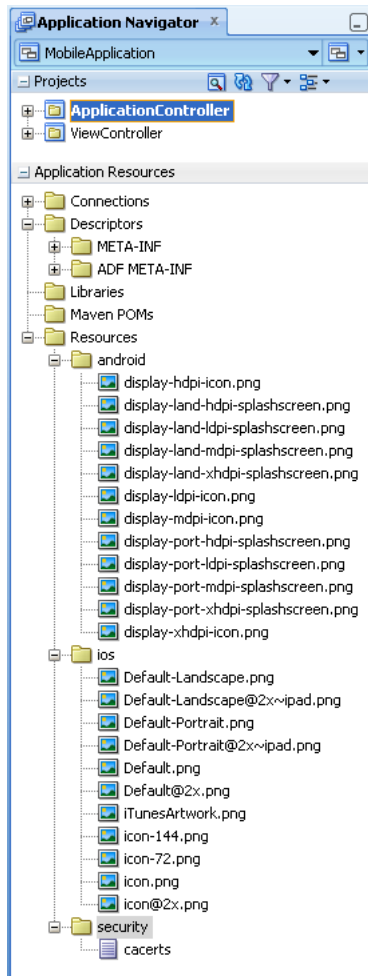 Application Navigator
MobileApplication
Projects
ApplicationController
ViewController
Application Resources
Connections
Descriptors
META-INF
ADF META-INF
Libraries
Maven POMs
Resources
android
display-hdpi-icon.png
display-land-hdpi-splashscreen.png
display-land-ldpi-splashscreen.png
display-land-mdpi-splashscreen.png
display-land-xhdpi-splashscreen.png
display-ldpi-icon.png
display-mdpi-icon.png
display-port-hdpi-splashscreen.png
display-port-ldpi-splashscreen.png
display-port-mdpi-splashscreen.png
display-port-xhdpi-splashscreen.png
display-xhdpi-icon.png
ios
Default-Landscape.png
Default-Landscape@2x~ipad.png
Default-Portrait.png
Default-Portrait@2x~ipad.png
Default.png
Default@2x.png
iTunesArtwork.png
icon-144.png
icon-72.png
icon.png
icon@2x.png
security
cacerts